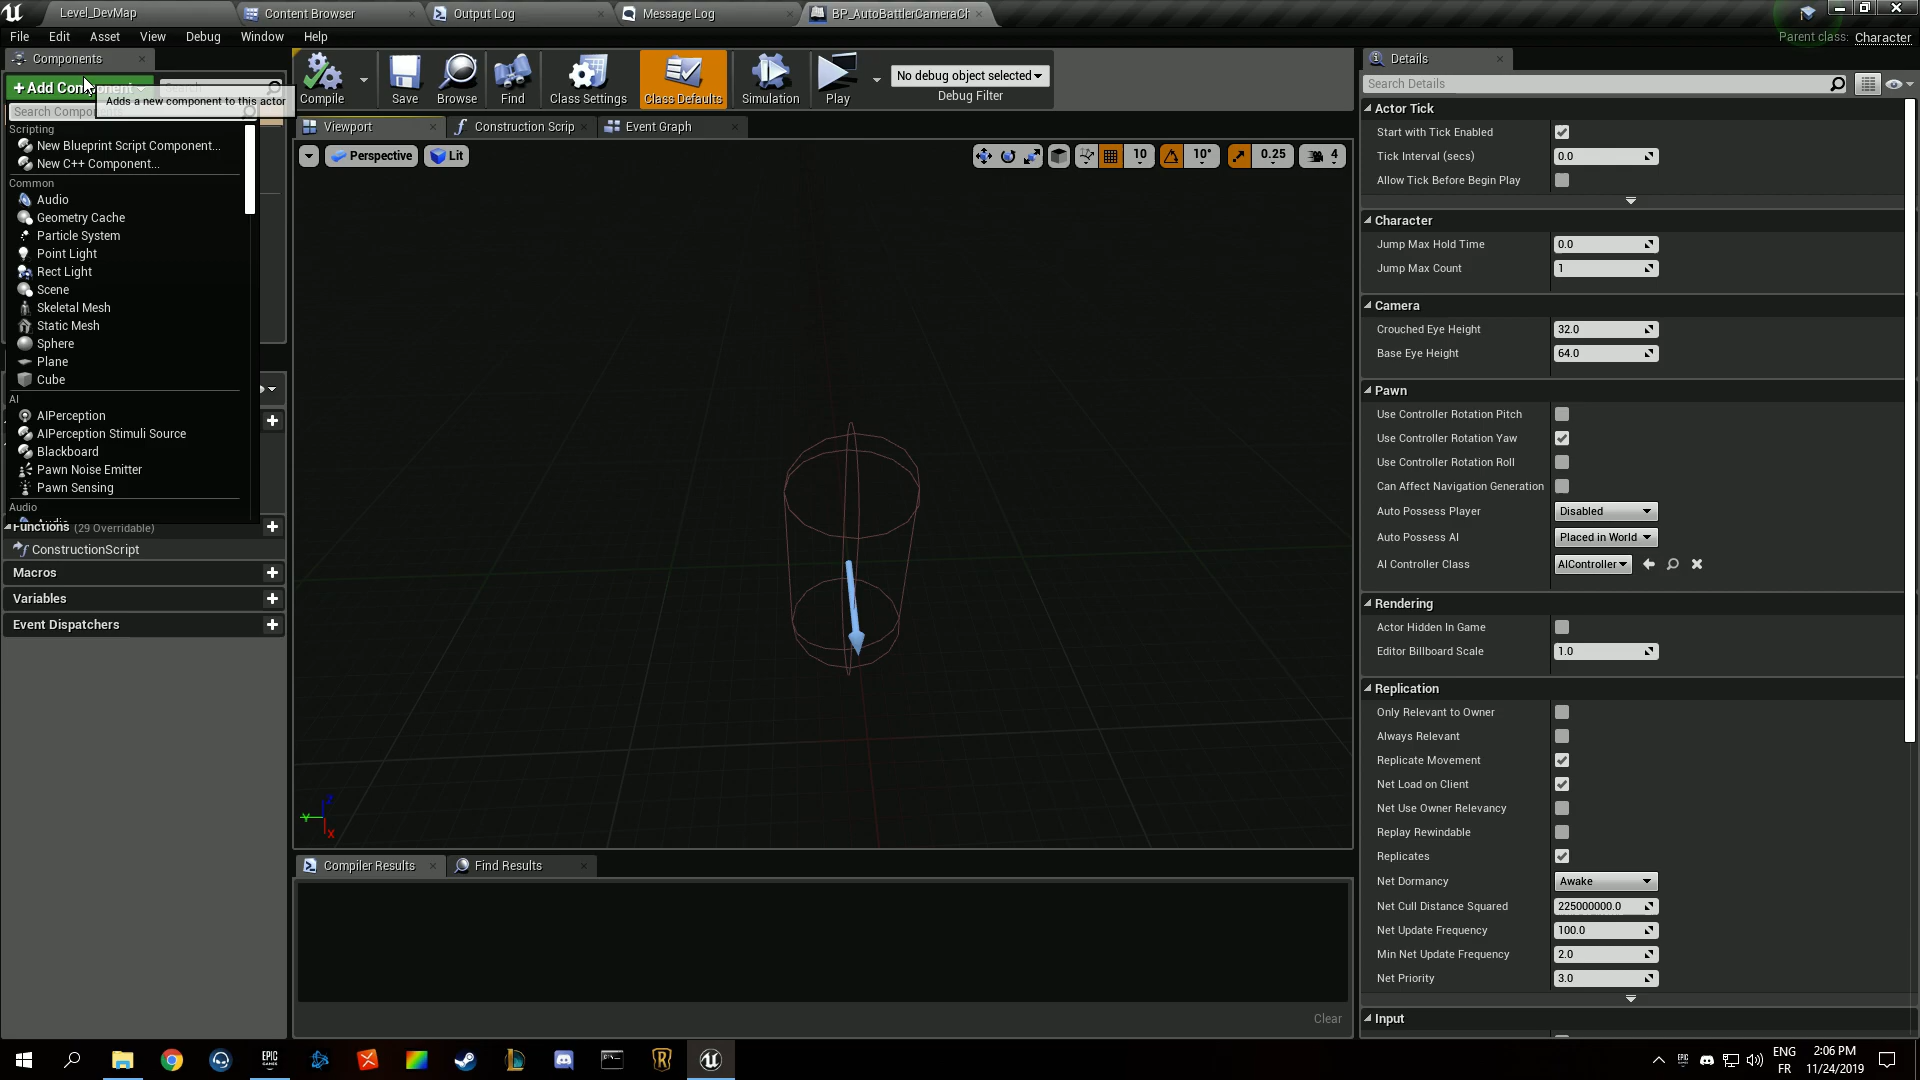 Level_DevMap
Content Browser
Output Log
Message Log
BP_AutoBattlerCameraCh
File Edit Asset View Debug Window Help
Parent class: Character
Components
+Add Component
Search
Adds a new component to this actor
Search Compon
Scripting
New Blueprint Script Component...
New C++ Component...
Common
Audio
Geometry Cache
Particle System
Point Light
Rect Light
Scene
Skeletal Mesh
Static Mesh
Sphere
Plane
Cube
AI
AIPerception
AIPerception Stimuli Source
Blackboard
Pawn Noise Emitter
Pawn Sensing
Audio
Audio
Functions (29 Overridable)
ConstructionScript
Macros
Variables
Event Dispatchers
Compile
Save
Browse
Find
Class Settings
Class Defaults
Simulation
Play
No debug object selected
Debug Filter
Viewport
Construction Scrip
Event Graph
Perspective
Lit
10
10°
0.25
4
Z
Y
X
Compiler Results
Find Results
Clear
Details
Search Details
Actor Tick
Start with Tick Enabled
Tick Interval (secs) 0.0
Allow Tick Before Begin Play
Character
Jump Max Hold Time 0.0
Jump Max Count 1
Camera
Crouched Eye Height 32.0
Base Eye Height 64.0
Pawn
Use Controller Rotation Pitch
Use Controller Rotation Yaw
Use Controller Rotation Roll
Can Affect Navigation Generation
Auto Possess Player Disabled
Auto Possess AI Placed in World
AI Controller Class AIController
Rendering
Actor Hidden In Game
Editor Billboard Scale 1.0
Replication
Only Relevant to Owner
Always Relevant
Replicate Movement
Net Load on Client
Net Use Owner Relevancy
Replay Rewindable
Replicates
Net Dormancy Awake
Net Cull Distance Squared 225000000.0
Net Update Frequency 100.0
Min Net Update Frequency 2.0
Net Priority 3.0
Input
EPIC GAMES
ENG
FR
2:06 PM
11/24/2019